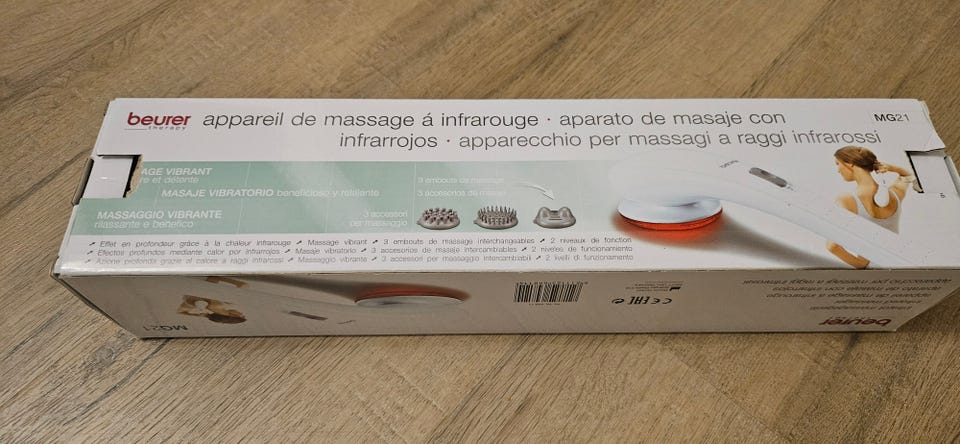 beurer
therapy
appareil de massage á infrarouge · aparato de masaje con
infrarrojos · apparecchio per massagi a raggi infrarossi
MG21
AGE VIBRANT
re et détente
MASAJE VIBRATORIO beneficioso y
MASSAGGIO VIBRANTE
rilassante e benefico
3 embouts de massage
3 accesorios de masaje
3 accessori
per massaggio
Effet en profondeur grâce à la chaleur infrarouge Massage vibrant 3 embouts de massage interchangeables 2 niveaux de fonction
Efectos profundos mediante calor por infrarrojos Masaje vibratorio 3 accesorios de masaje intercambiables 2 niveles de funcionamiento
Azione profonda grazie al calore a raggi infrarossi Massaggio vibrante 3 accessori per massaggio intercambiabili 2 livelli di funzionamento
MG21
CE EAC
beurer